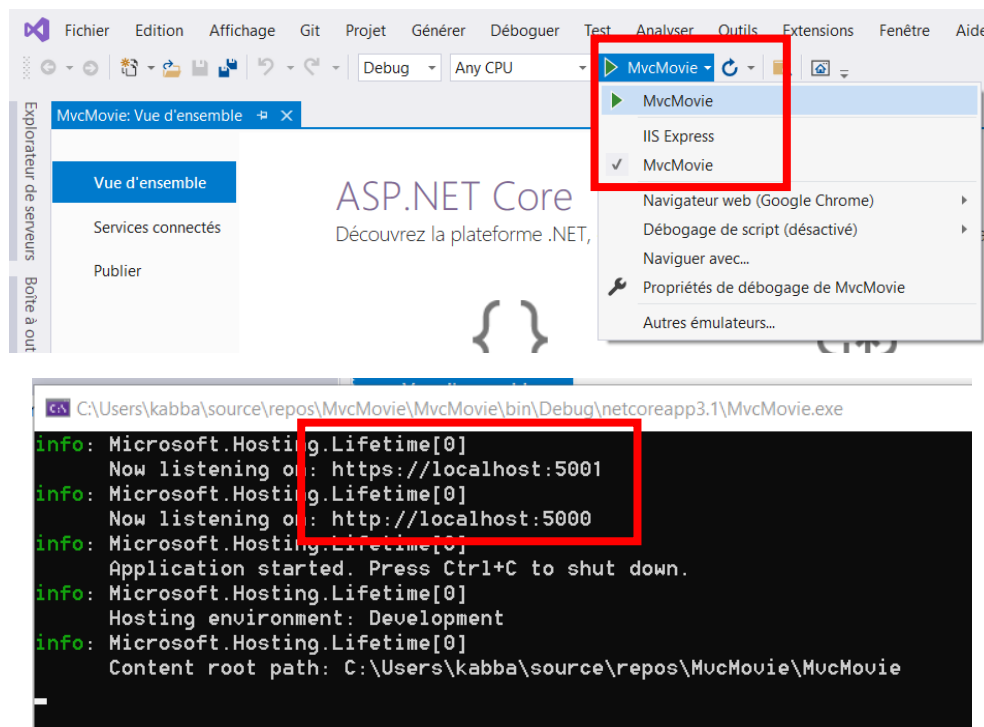 Fichier Edition Affichage Git Projet Générer Déboguer Test Analyser Outils Extensions Fenêtre Aide
Debug Any CPU MvcMovie
Explorateur de serveurs
Boîte à out
MvcMovie: Vue d'ensemble
Vue d'ensemble
Services connectés
Publier
ASP.NET Core
Découvrez la plateforme .NET,
{ }
MvcMovie
IIS Express
MvcMovie
Navigateur web (Google Chrome)
Débogage de script (désactivé)
Naviguer avec...
Propriétés de débogage de MvcMovie
Autres émulateurs...
C:\Users\kabba\source\repos\MvcMovie\MvcMovie\bin\Debug\netcoreapp3.1\MvcMovie.exe
info: Microsoft.Hosting.Lifetime[0]
Now listening on: https://localhost:5001
info: Microsoft.Hosting.Lifetime[0]
Now listening on: http://localhost:5000
info: Microsoft.Hosting.Lifetime[0]
Application started. Press Ctrl+C to shut down.
info: Microsoft.Hosting.Lifetime[0]
Hosting environment: Development
info: Microsoft.Hosting.Lifetime[0]
Content root path: C:\Users\kabba\source\repos\MvcMovie\MvcMovie